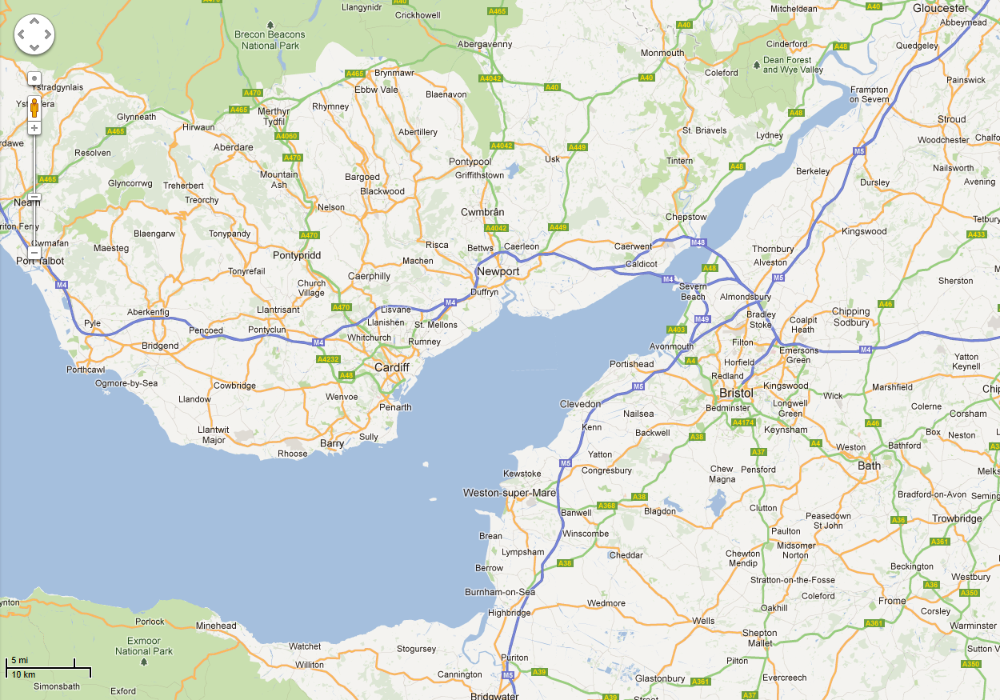 A470
Llangynidr
A40
Crickhowell
A465
Mitcheldean
A40
Gloucester
Abbeymead
A40
Brecon Beacons
National Park
Abergavenny
Monmouth
Cinderford
A48
Quedgeley
Dean Forest
and Wye Valley
Coleford
A465
Brynmawr
A4042
A40
A40
Painswick
Ystradgynlais
Ebbw Vale
Blaenavon
Frampton
on Severn
A470
Rhymney
A465
Merthyr
Tydfil
Glynneath
Hirwaun
A48
Stroud
A465
A4060
Abertillery
St. Briavels
Lydney
Woodchester
Chalfo
rdawe
Resolven
Aberdare
A470
A4042
A449
M5
Pontypool
Usk
Tintern
A48
Berkeley
Nailsworth
A465
Glyncorrwg
Treherbert
Mountain
Ash
Bargoed
Griffithstown
Dursley
Avening
Neath
Treorchy
Blackwood
Nelson
Cwmbrân
Chepstow
Tetbury
riton Ferry
Blaengarw
Tonypandy
A470
A4042
A449
Kingswood
A433
Cwmafan
Maesteg
Risca
Bettws
Caerleon
Caerwent
M48
Thornbury
Port Talbot
Pontypridd
Machen
Newport
Caldicot
Alveston
A48
Tonyrefail
Caerphilly
M4
M5
Sherston
M4
Church
Village
Duffryn
Severn
Beach
Almondsbury
Aberkenfig
Llantrisant
A470
Lisvane
M4
A46
Pyle
Pencoed
Pontyclun
Llanishen
St. Mellons
M49
Bradley
Stoke
Coalpit
Heath
Chipping
Sodbury
Bridgend
M4
Whitchurch
Rumney
A403
Avonmouth
Filton
Emersons
Green
M4
Yatton
Keynell
Porthcawl
A4232
Cardiff
Portishead
A4
Horfield
Ogmore-by-Sea
A48
Redland
Cowbridge
M5
Kingswood
Marshfield
Llandow
Wenvoe
Bristol
Wick
Chip
Penarth
Clevedon
Bedminster
Longwell
Green
Colerne
Corsham
Nailsea
A4174
A46
Llantwit
Major
Kenn
Backwell
A38
Keynsham
Box
Neston
Barry
Sully
A4
Weston
Bathford
Rhoose
Yatton
A37
M5
Congresbury
Chew
Magna
Pensford
Bath
Melks
Kewstoke
Weston-super-Mare
A38
Bradford-on-Avon
Seming
A368
Banwell
Blagdon
Clutton
Peasedown
St John
A36
Trowbridge
Brean
Winscombe
Paulton
A361
Lympsham
Cheddar
Chewton
Mendip
Midsomer
Norton
Berrow
A38
Beckington
Westbury
Burnham-on-Sea
Stratton-on-the-Fosse
A36
A350
ynton
Wedmore
Coleford
Frome
Highbridge
Oakhill
Corsley
Porlock
Minehead
Wells
A361
Warminster
Exmoor
National Park
Watchet
Stogursey
Shepton
Mallet
Sutton V
5 mi
Williton
Puriton
Pilton
A350
10 km
Cannington
M5
A39
Glastonbury
A361
Evercreech
Simonsbath
Exford
Bridgwater
A39
Street
A37